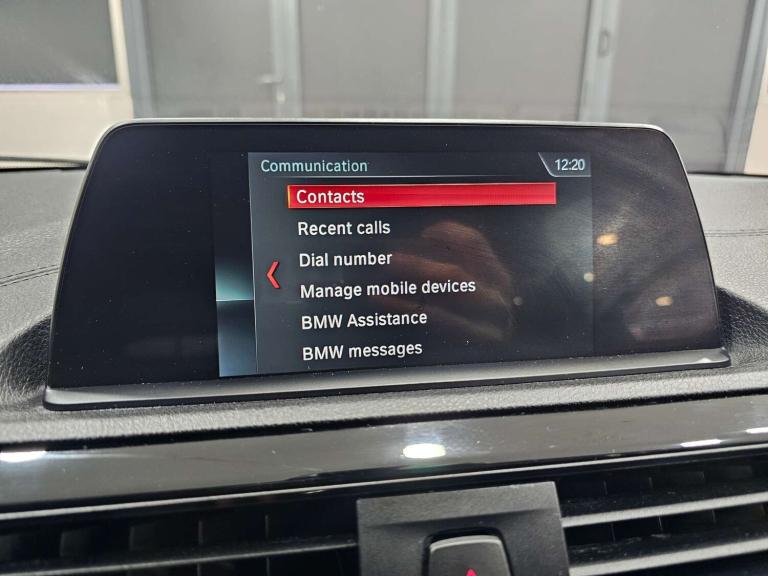 Communication 12:20
Contacts
Recent calls
Dial number
Manage mobile devices
BMW Assistance
BMW messages